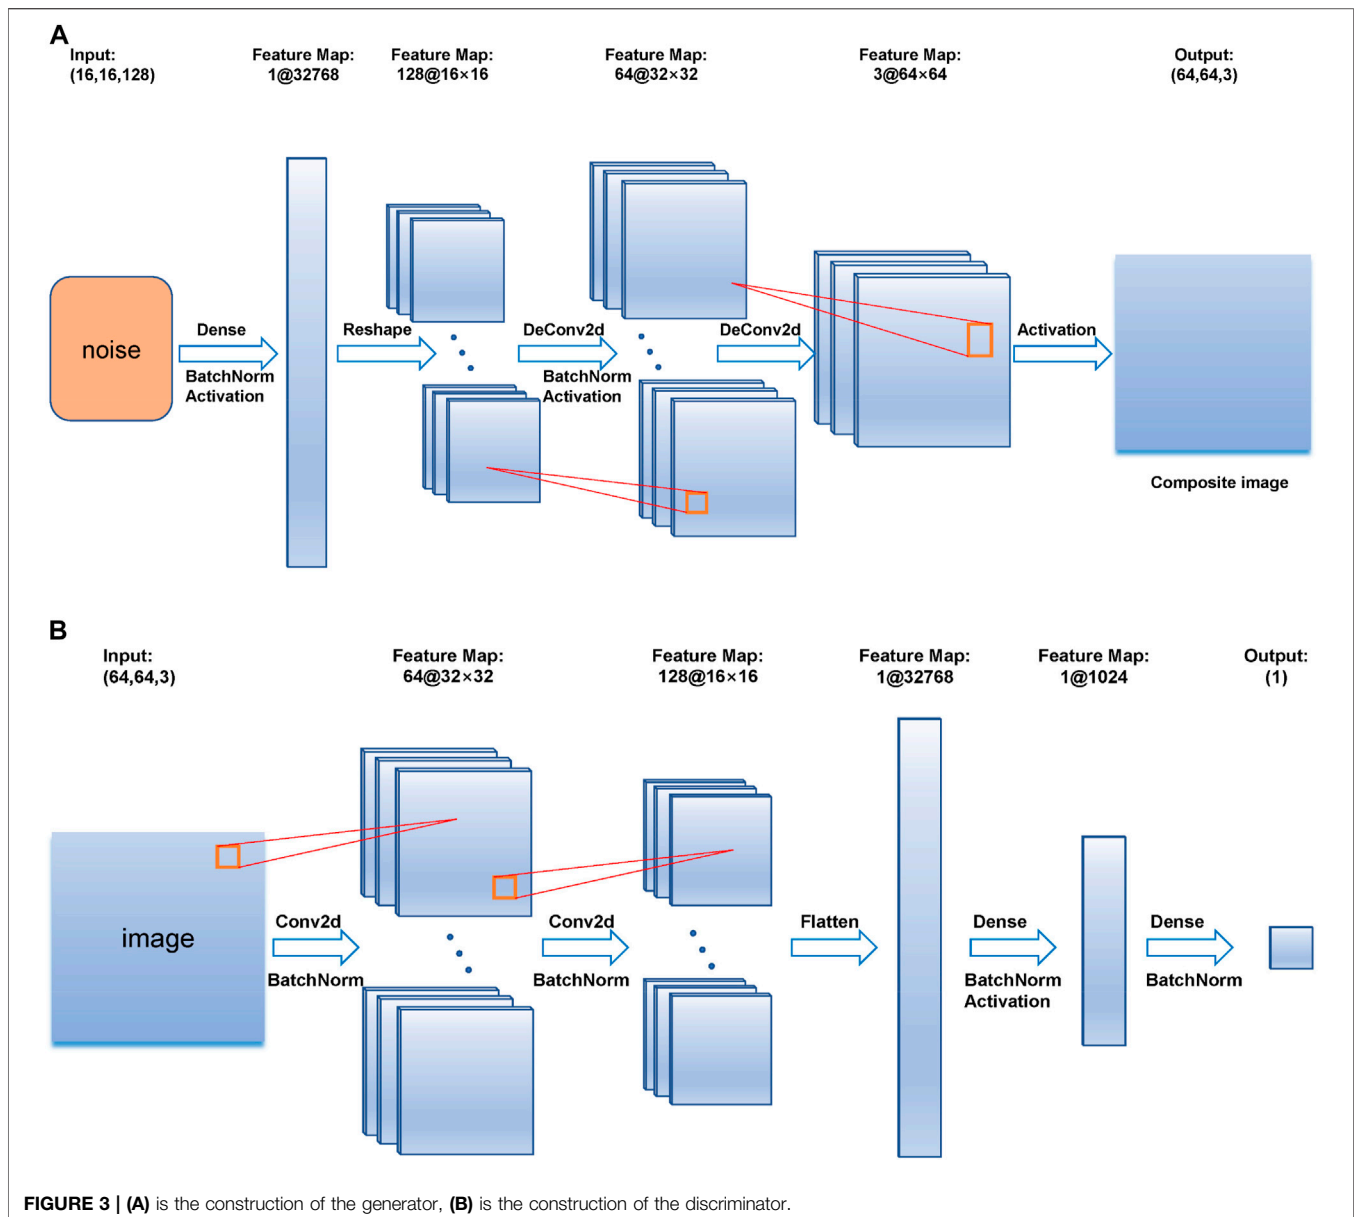 A
Input:
(16,16,128)
Feature Map:
1@32768
Feature Map:
128@16×16
Feature Map:
64@32×32
Feature Map:
3@64×64
Output:
(64,64,3)
noise
Dense
BatchNorm
Activation
Reshape
DeConv2d
BatchNorm
Activation
DeConv2d
Activation
Composite image
B
Input:
(64,64,3)
Feature Map:
64@32×32
Feature Map:
128@16×16
Feature Map:
1@32768
Feature Map:
1@1024
Output:
(1)
image
Conv2d
BatchNorm
Conv2d
BatchNorm
Flatten
Dense
BatchNorm
Activation
Dense
BatchNorm
FIGURE 3 | (A) is the construction of the generator, (B) is the construction of the discriminator.